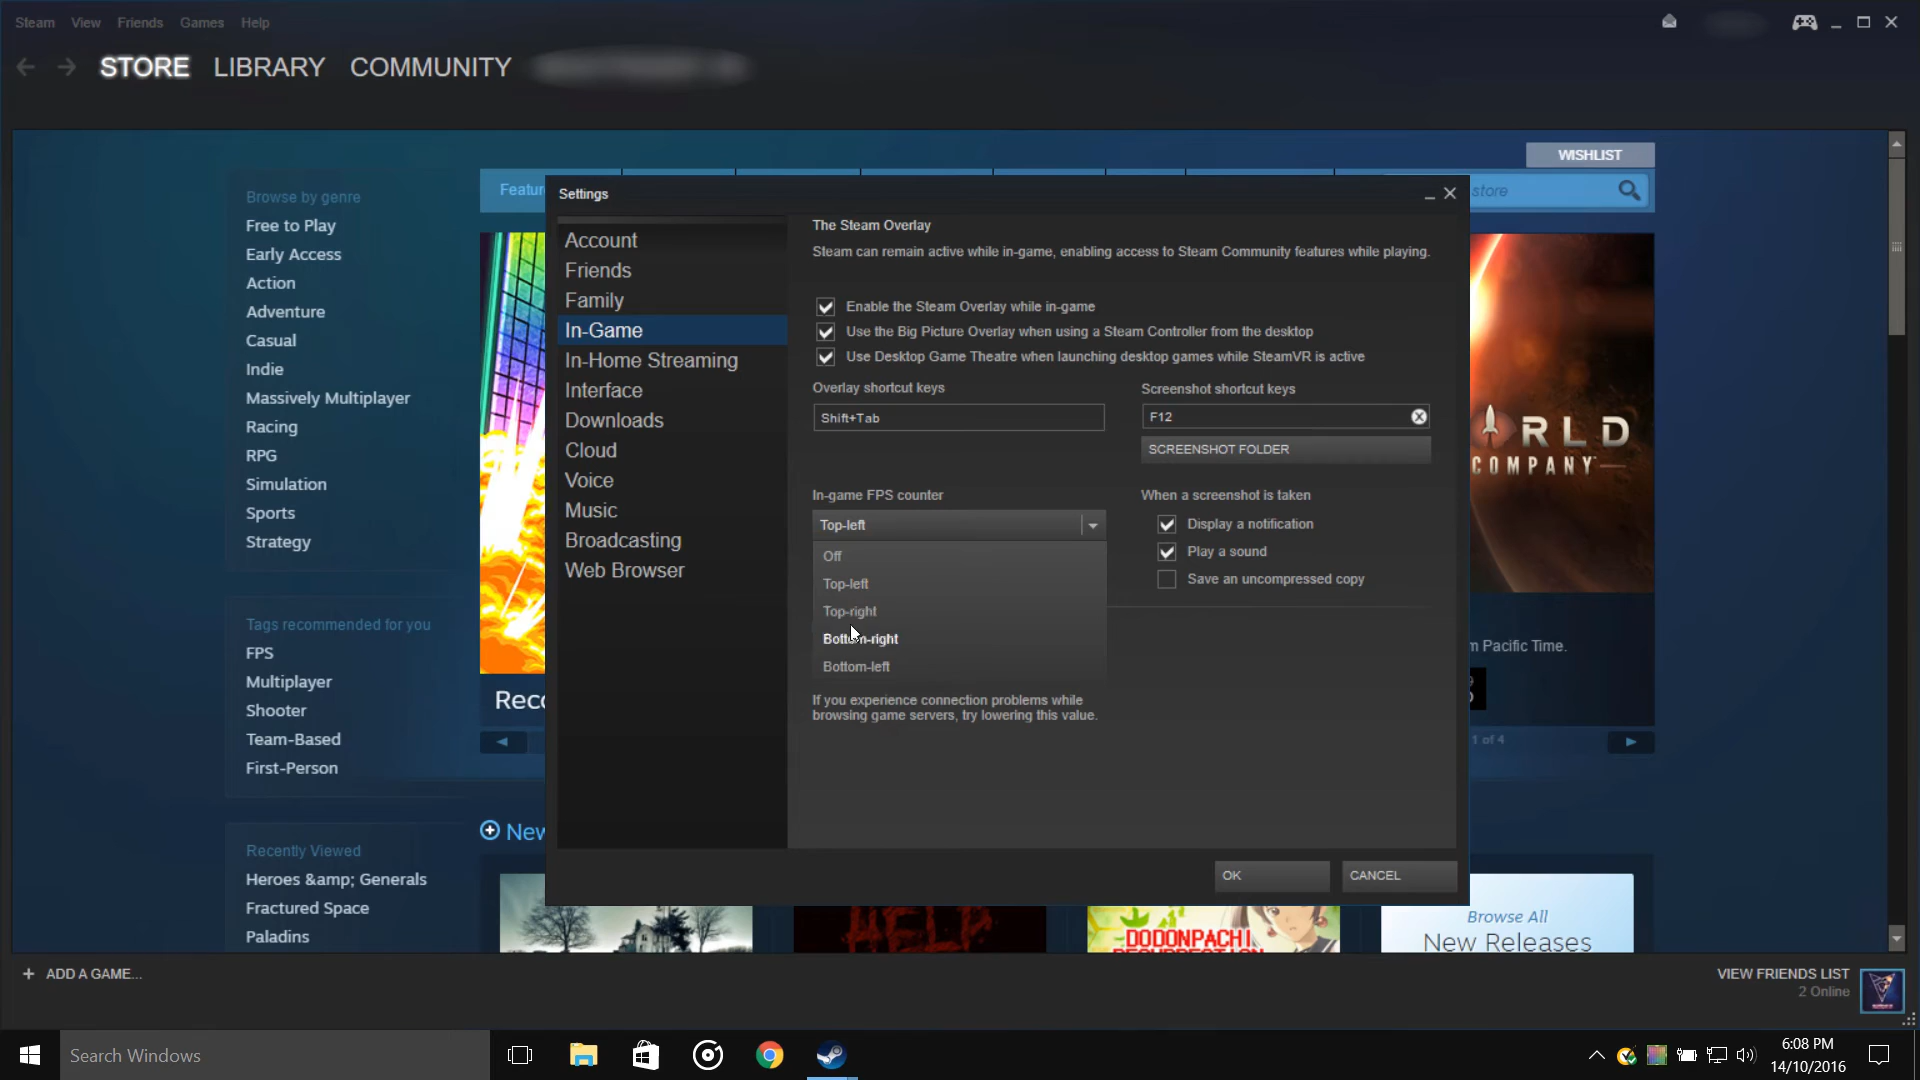 Steam View Friends Games Help
STORE LIBRARY COMMUNITY
WISHLIST
Browse by genre
Free to Play
Early Access
Action
Adventure
Casual
Indie
Massively Multiplayer
Racing
RPG
Simulation
Sports
Strategy
Tags recommended for you
FPS
Multiplayer
Shooter
Team-Based
First-Person
Recently Viewed
Heroes &amp; Generals
Fractured Space
Paladins
store
Settings
Account
Friends
Family
In-Game
In-Home Streaming
Interface
Downloads
Cloud
Voice
Music
Broadcasting
Web Browser
The Steam Overlay
Steam can remain active while in-game, enabling access to Steam Community features while playing.
Enable the Steam Overlay while in-game
Use the Big Picture Overlay when using a Steam Controller from the desktop
Use Desktop Game Theatre when launching desktop games while SteamVR is active
Overlay shortcut keys
Shift+Tab
Screenshot shortcut keys
F12
SCREENSHOT FOLDER
In-game FPS counter
Top-left
Off
Top-left
Top-right
Bottom-right
Bottom-left
When a screenshot is taken
Display a notification
Play a sound
Save an uncompressed copy
If you experience connection problems while
browsing game servers, try lowering this value.
OK CANCEL
RLD
COMPANY
Pacific Time.
1 of 4
New
HELP
DODONPACHI
RESURRECTION
Browse All
New Releases
+ ADD A GAME...
VIEW FRIENDS LIST
2 Online
Search Windows
6:08 PM
14/10/2016